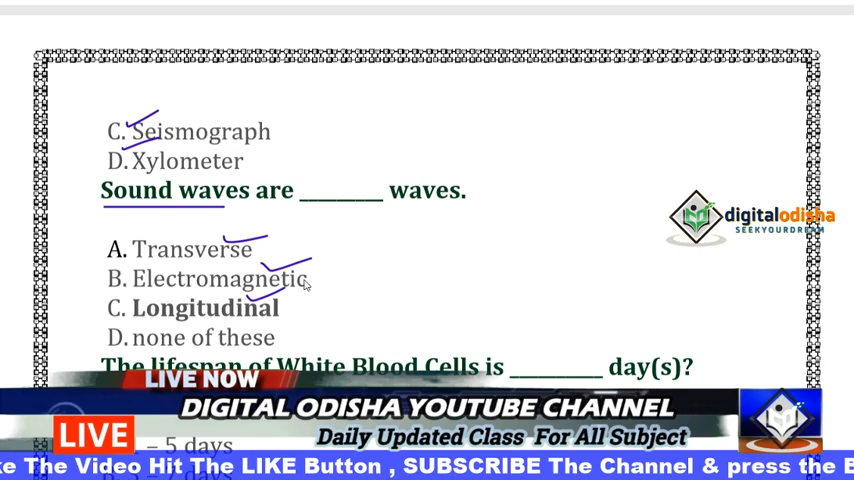 C. Seismograph
D. Xylometer
Sound waves are ________ waves.
digitalodisha
SEEKYOURDREAM
A. Transverse
B. Electromagnetic
C. Longitudinal
D. none of these
The lifespan of White Blood Cells is _________ day(s)?
LIVE NOW
DIGITAL ODISHA YOUTUBE CHANNEL
LIVE
Daily Updated Class For All Subject
– 5 days
ke The Video Hit The LIKE Button , SUBSCRIBE The Channel & press the